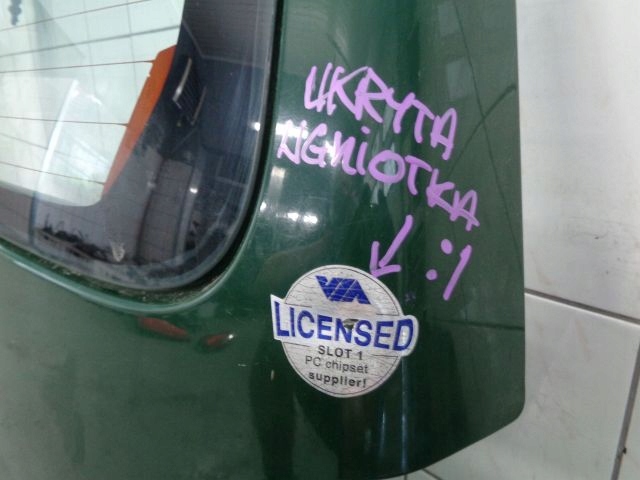 UKRYTA
WGNIOTKA
:/
VIA
LICENSED
SLOT 1
PC chipset
supplier!